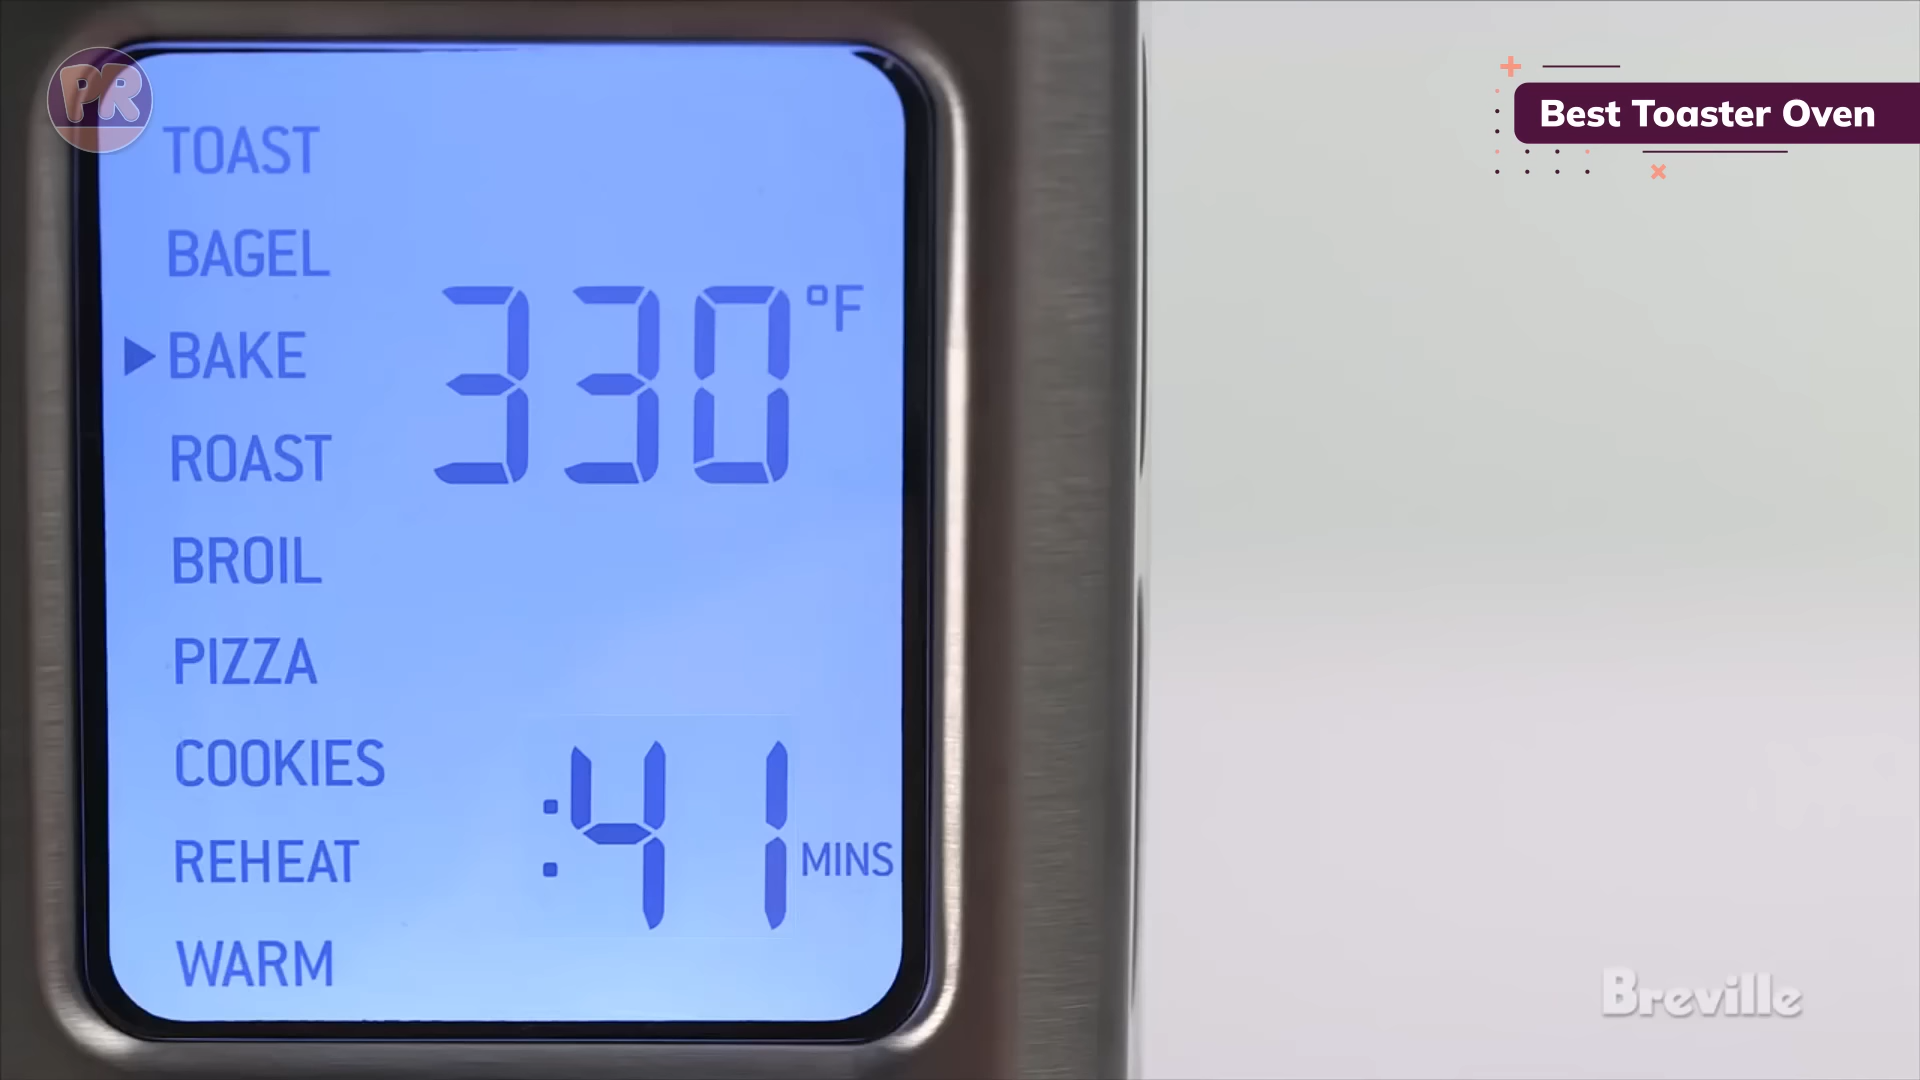 PR
Best Toaster Oven
TOAST
BAGEL
BAKE
ROAST
BROIL
PIZZA
COOKIES
REHEAT
WARM
330 °F
:41 MINS
Breville